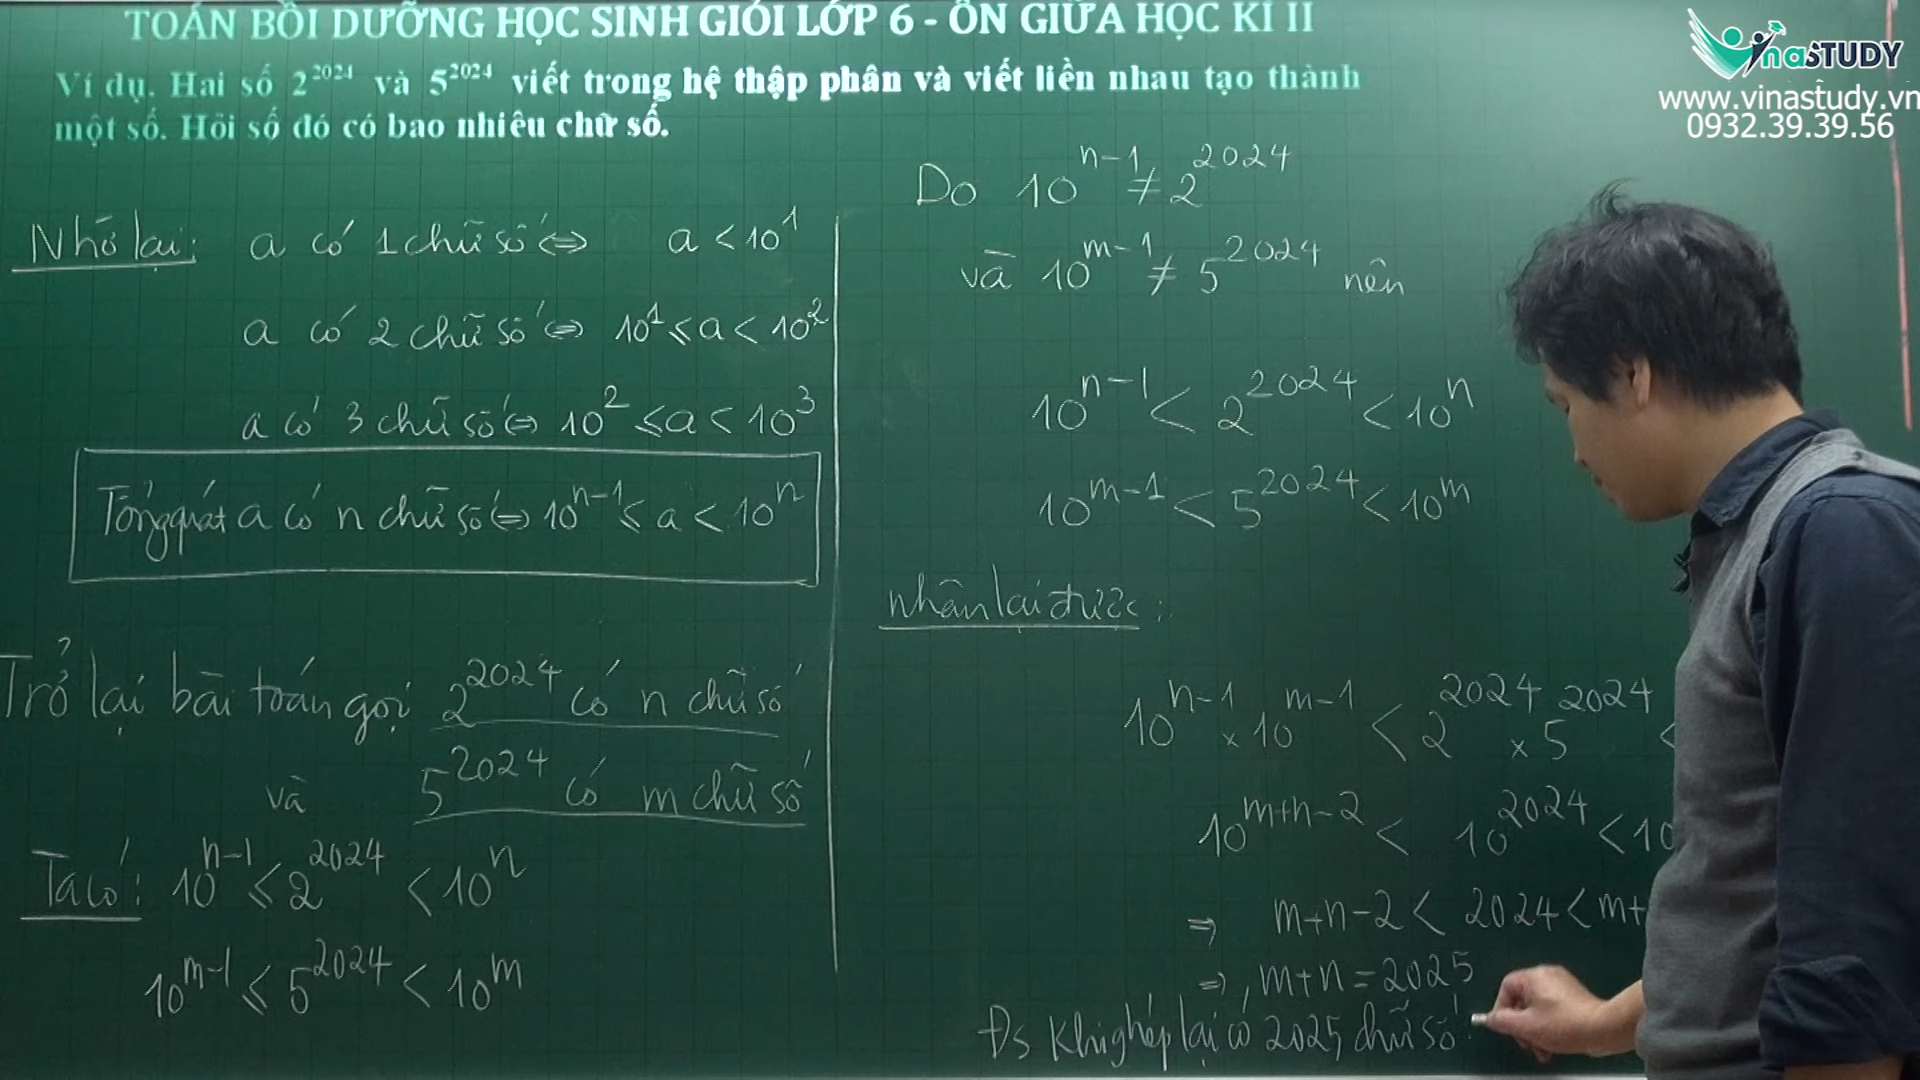 TOÁN BỒI DƯỠNG HỌC SINH GIỎI LỚP 6 - ÔN GIỮA HỌC KÌ II
Ví dụ. Hai số 2^2024 và 5^2024 viết trong hệ thập phân và viết liền nhau tạo thành
một số. Hỏi số đó có bao nhiêu chữ số.
VinaSTUDY
www.vinastudy.vn
0932.39.39.56
Nhớ lại: a có 1 chữ số ⇔ a < 10^1
a có 2 chữ số ⇔ 10^1 ≤ a < 10^2
a có 3 chữ số ⇔ 10^2 ≤ a < 10^3
Tổng quát a có n chữ số ⇔ 10^(n-1) ≤ a < 10^n
Trở lại bài toán gọi 2^2024 có n chữ số
và 5^2024 có m chữ số
Ta có: 10^(n-1) ≤ 2^2024 < 10^n
10^(m-1) ≤ 5^2024 < 10^m
Do 10^(n-1) ≠ 2^2024
và 10^(m-1) ≠ 5^2024 nên
10^(n-1) < 2^2024 < 10^n
10^(m-1) < 5^2024 < 10^m
nhân lại được:
10^(n-1) × 10^(m-1) < 2^2024 × 5^2024 <
10^(m+n-2) < 10^2024 < 10
⇒ m+n-2 < 2024 < m+
⇒ m+n = 2025
Đs Khi ghép lại có 2025 chữ số